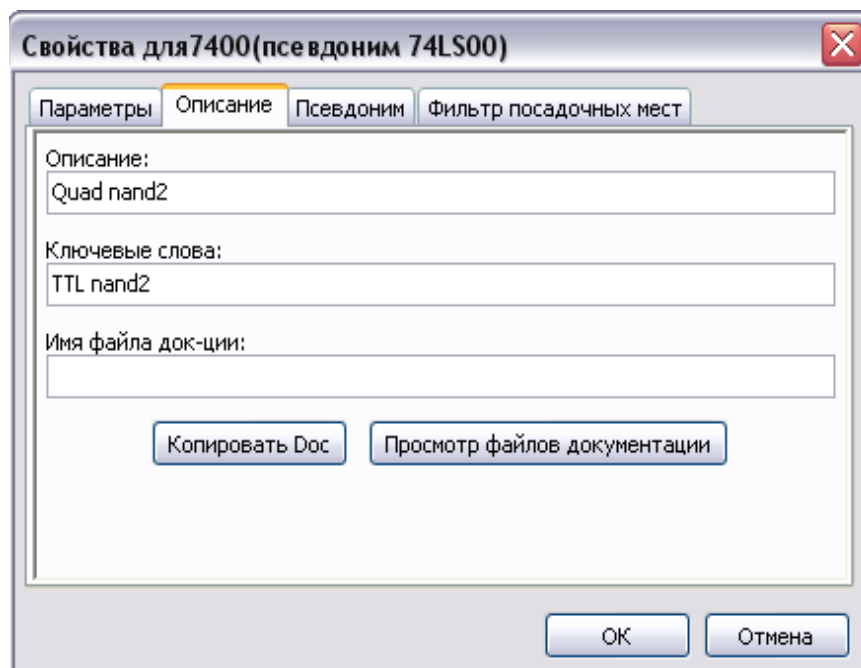 Свойства для7400(псевдоним 74LS00)
Параметры Описание Псевдоним Фильтр посадочных мест
Описание:
Quad nand2
Ключевые слова:
TTL nand2
Имя файла док-ции:
Копировать Doc Просмотр файлов документации
ОК Отмена